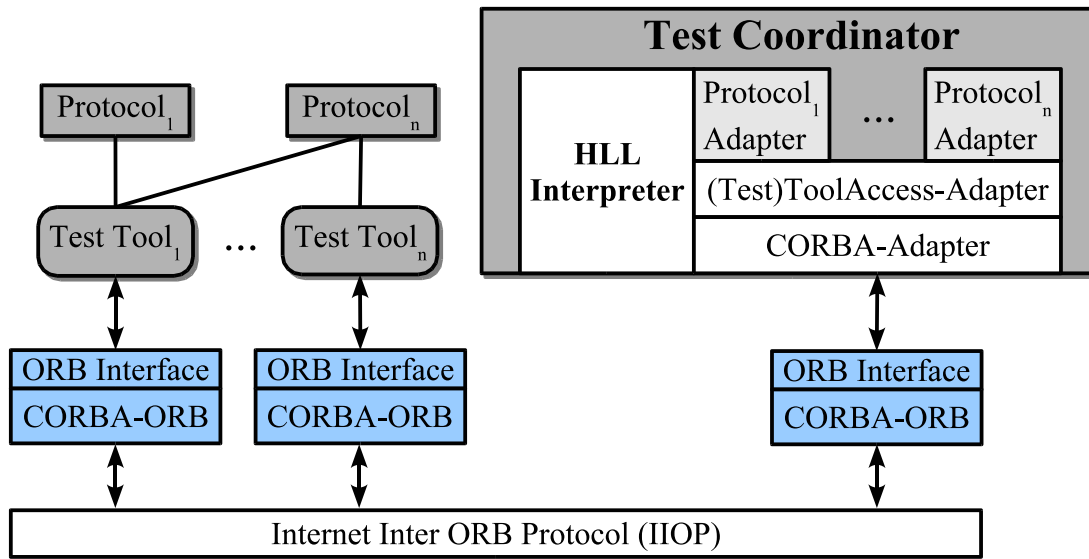 Test Coordinator
Protocol1
Protocoln
HLL
Interpreter
Protocol1
Adapter
...
Protocoln
Adapter
(Test)ToolAccess-Adapter
CORBA-Adapter
Test Tool1
...
Test Tooln
ORB Interface
CORBA-ORB
ORB Interface
CORBA-ORB
ORB Interface
CORBA-ORB
Internet Inter ORB Protocol (IIOP)